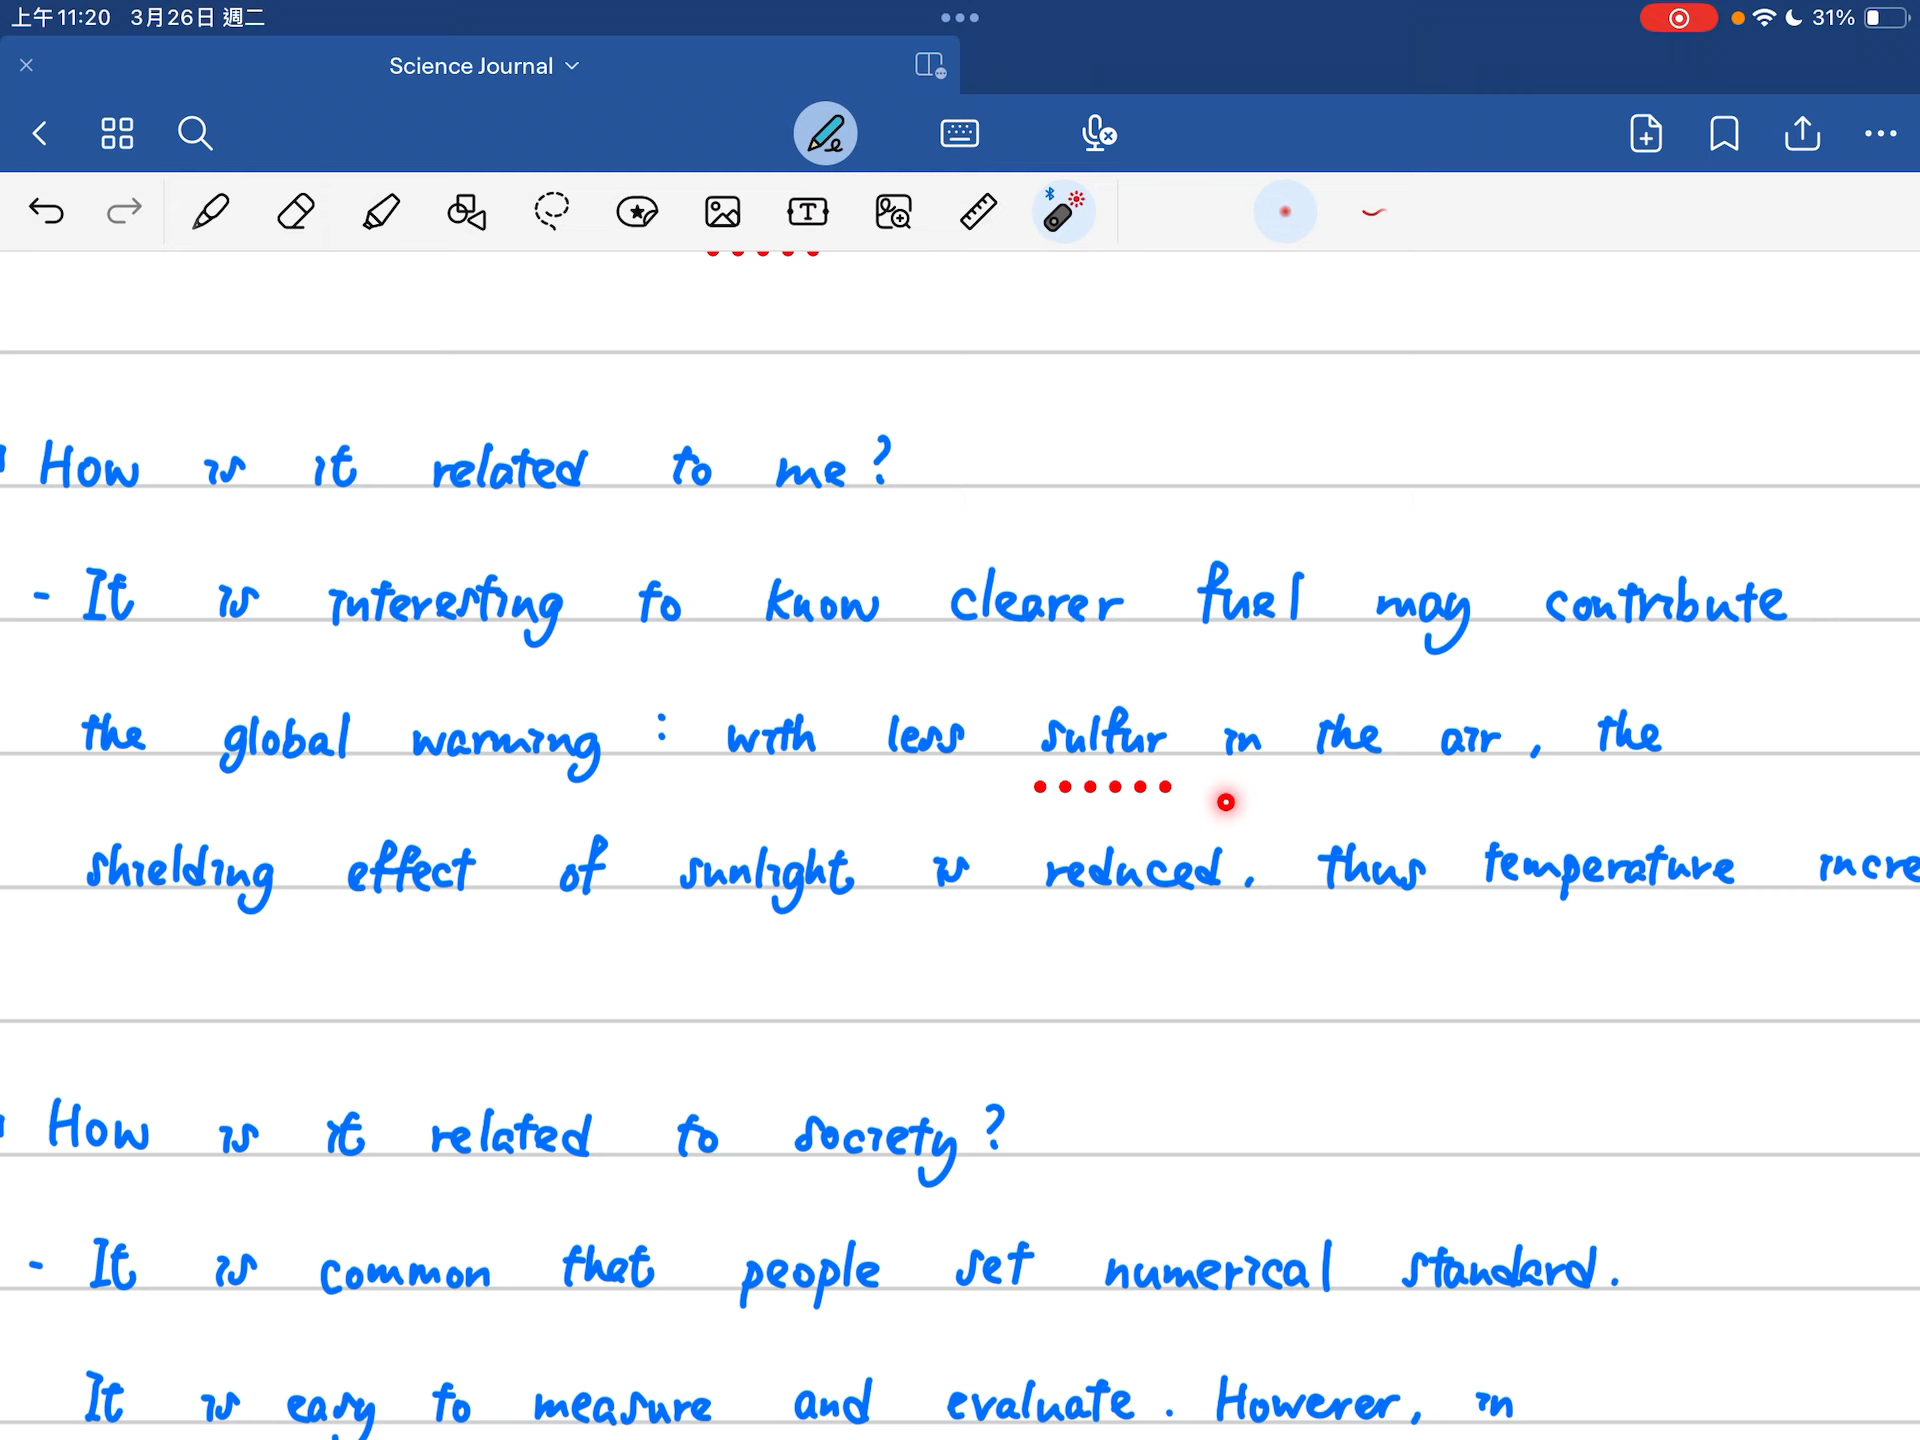 上午11:20 3月26日 週二
31%
Science Journal
How is it related to me?
- It is interesting to know clearer fuel may contribute
the global warming : with less sulfur in the air, the
shielding effect of sunlight is reduced. thus temperature incre
How is it related to society?
- It is common that people set numerical standard.
It is easy to measure and evaluate. However, in